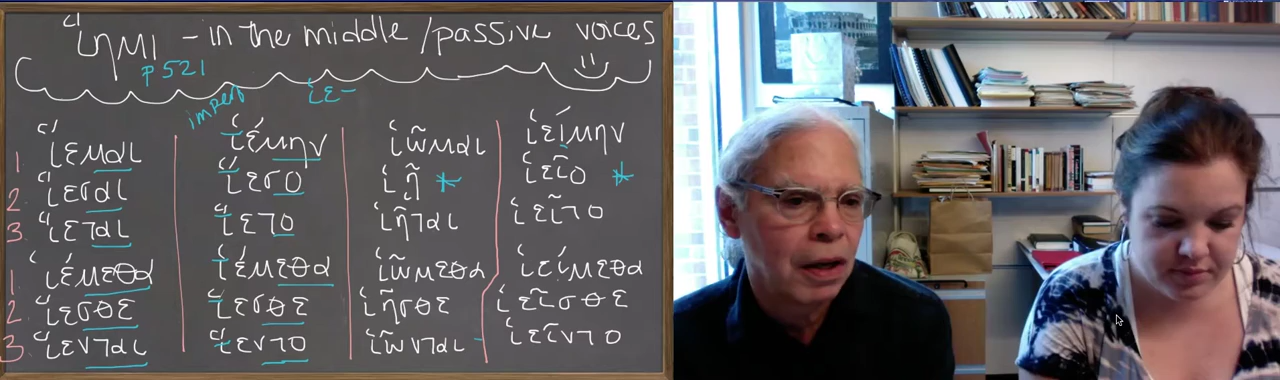 ἵημι – in the middle/passive voices
p 521
imperf ἱε-
1 ἵεμαι ἱέμην ἱῶμαι ἱείμην
2. ἵεσαι ἵεσο ἱῇ * ἱεῖο *
3. ἵεται ἵετο ἱῆται ἱεῖτο
1 ἱέμεθα ἱέμεθα ἱώμεθα ἱείμεθα
2 ἵεσθε ἵεσθε ἱῆσθε ἱεῖσθε
3. ἵενται ἵεντο ἱῶνται ἱεῖντο